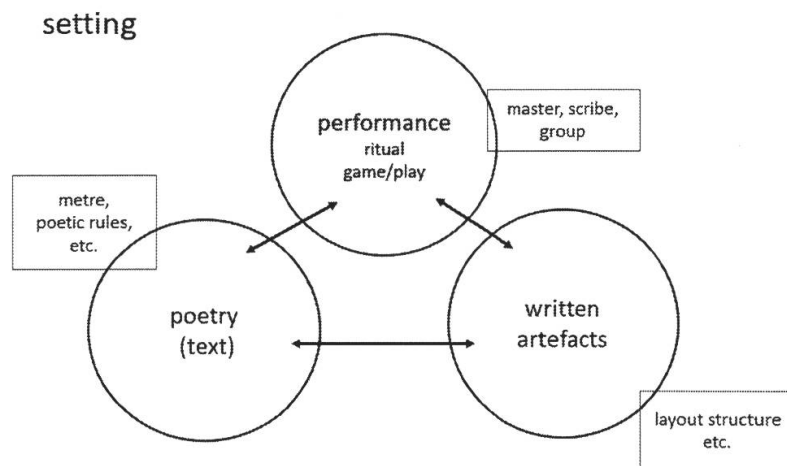 setting
performance
ritual
game/play
master, scribe,
group
metre,
poetic rules,
etc.
poetry
(text)
written
artefacts
layout structure
etc.